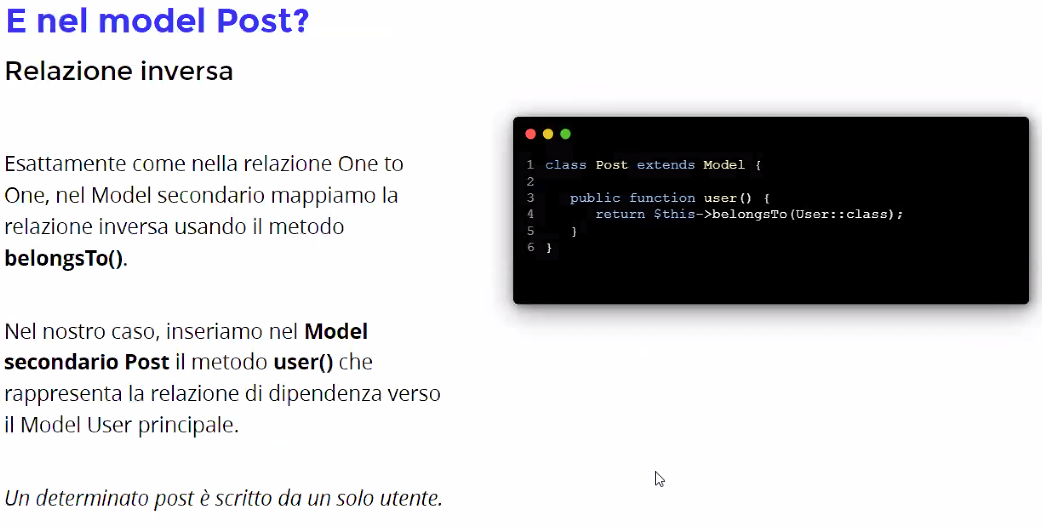 E nel model Post?
Relazione inversa
Esattamente come nella relazione One to
One, nel Model secondario mappiamo la
relazione inversa usando il metodo
belongsTo().
Nel nostro caso, inseriamo nel Model
secondario Post il metodo user() che
rappresenta la relazione di dipendenza verso
il Model User principale.
Un determinato post è scritto da un solo utente.
1 class Post extends Model {
2
3 public function user() {
4 return $this->belongsTo(User::class);
5 }
6 }